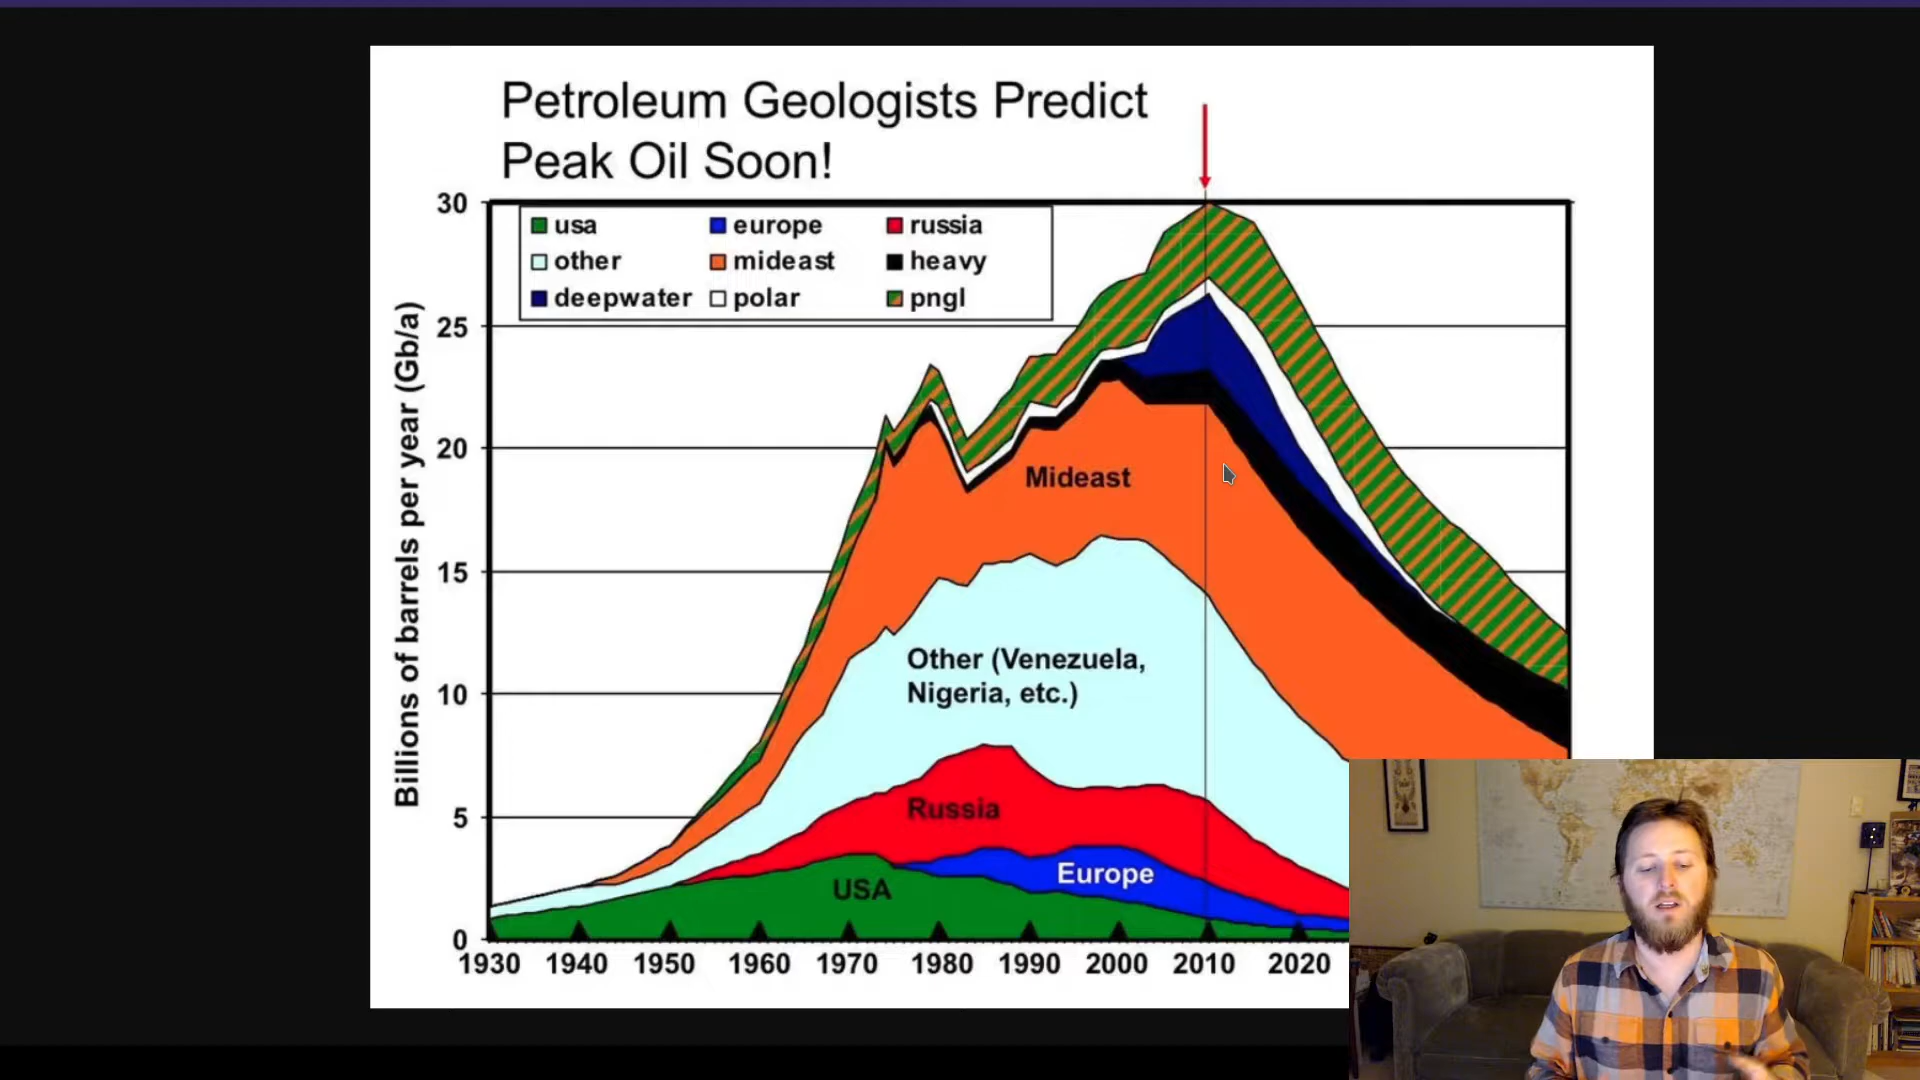 Petroleum Geologists Predict
Peak Oil Soon!
usa europe russia
other mideast heavy
deepwater polar pngl
Billions of barrels per year (Gb/a)
30
25
20
15
10
5
0
Mideast
Other (Venezuela,
Nigeria, etc.)
Russia
Europe
USA
1930 1940 1950 1960 1970 1980 1990 2000 2010 2020